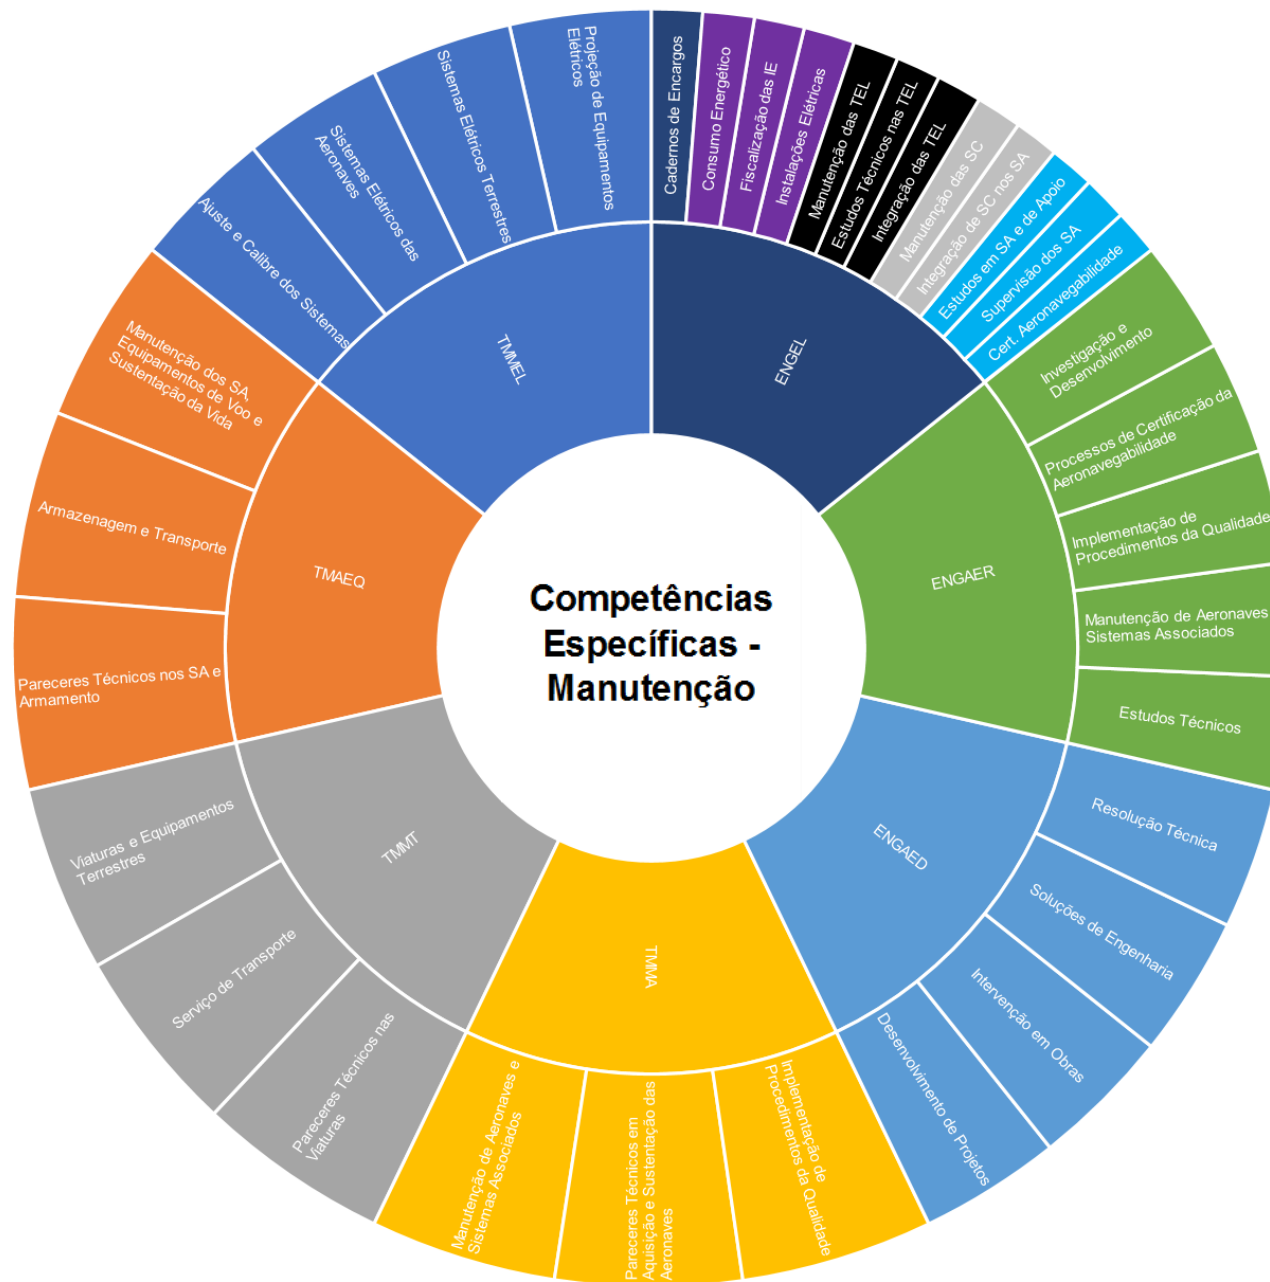 Competências
Específicas -
Manutenção
ENGEL
Cadernos de Encargos
Consumo Energético
Fiscalização das IE
Instalações Elétricas
Manutenção das TEL
Estudos Técnicos nas TEL
Integração das TEL
Manutenção das SC
Integração de SC nos SA
Estudos em SA e de Apoio
Supervisão dos SA
Cert. Aeronavegabilidade
ENGAER
Investigação e
Desenvolvimento
Processos de Certificação da
Aeronavegabilidade
Implementação de
Procedimentos da Qualidade
Manutenção de Aeronaves
Sistemas Associados
Estudos Técnicos
ENGAED
Resolução Técnica
Soluções de Engenharia
Intervenção em Obras
Desenvolvimento de Projetos
TMMA
Implementação de
Procedimentos da Qualidade
Pareceres Técnicos em
Aquisição e Sustentação das
Aeronaves
Manutenção de Aeronaves e
Sistemas Associados
TMMT
Pareceres Técnicos nas
Viaturas
Serviço de Transporte
Viaturas e Equipamentos
Terrestres
TMAEQ
Pareceres Técnicos nos SA e
Armamento
Armazenagem e Transporte
Manutenção dos SA,
Equipamentos de Voo e
Sustentação da Vida
TMMEL
Ajuste e Calibre dos Sistemas
Sistemas Elétricos das
Aeronaves
Sistemas Elétricos Terrestres
Projeção de Equipamentos
Elétricos